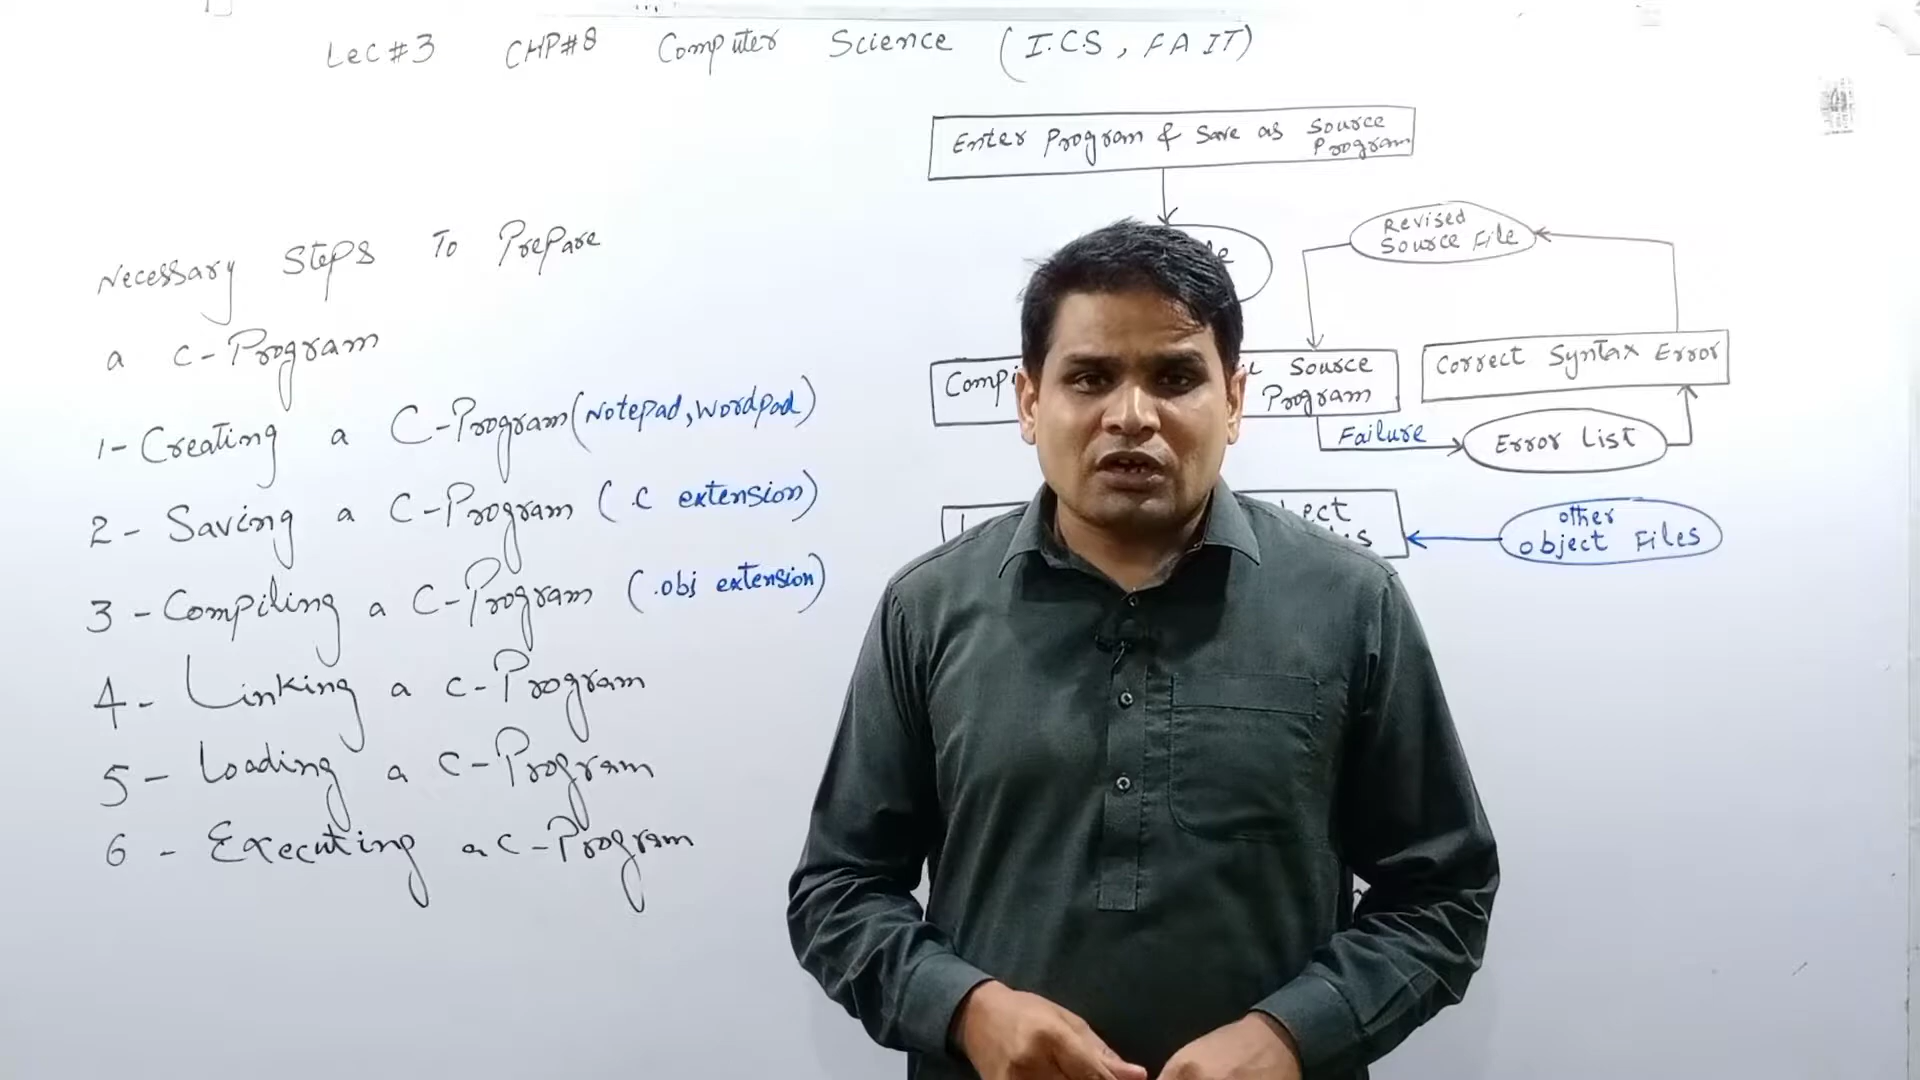 Lec#3 CHP#8 Computer Science (I.C.S, FA IT)
Necessary Steps To Prepare
a C-Program
1- Creating a C-Program (Notepad, Wordpad)
2- Saving a C-Program (.C extension)
3- Compiling a C-Program (.obj extension)
4- Linking a C-Program
5- Loading a C-Program
6- Executing a C-Program
Enter Program & Save as Source
Program
Revised
Source File
Source
Program
Correct Syntax Error
Failure
Error List
other
object Files